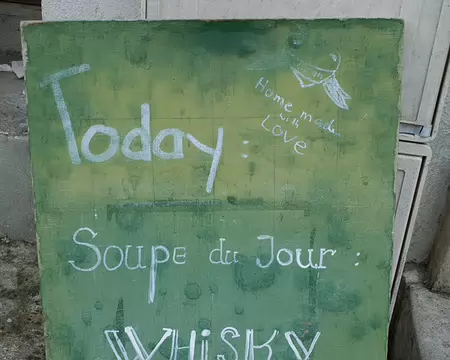 Home made
with
Love
Today:
Soupe du Jour :
WHiSKY